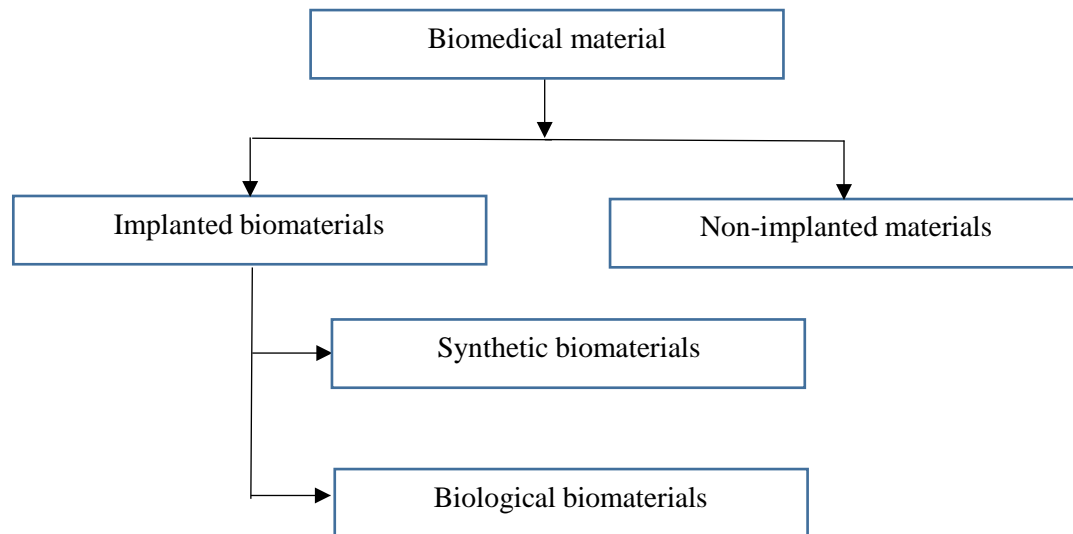 Biomedical material
Implanted biomaterials
Non-implanted materials
Synthetic biomaterials
Biological biomaterials